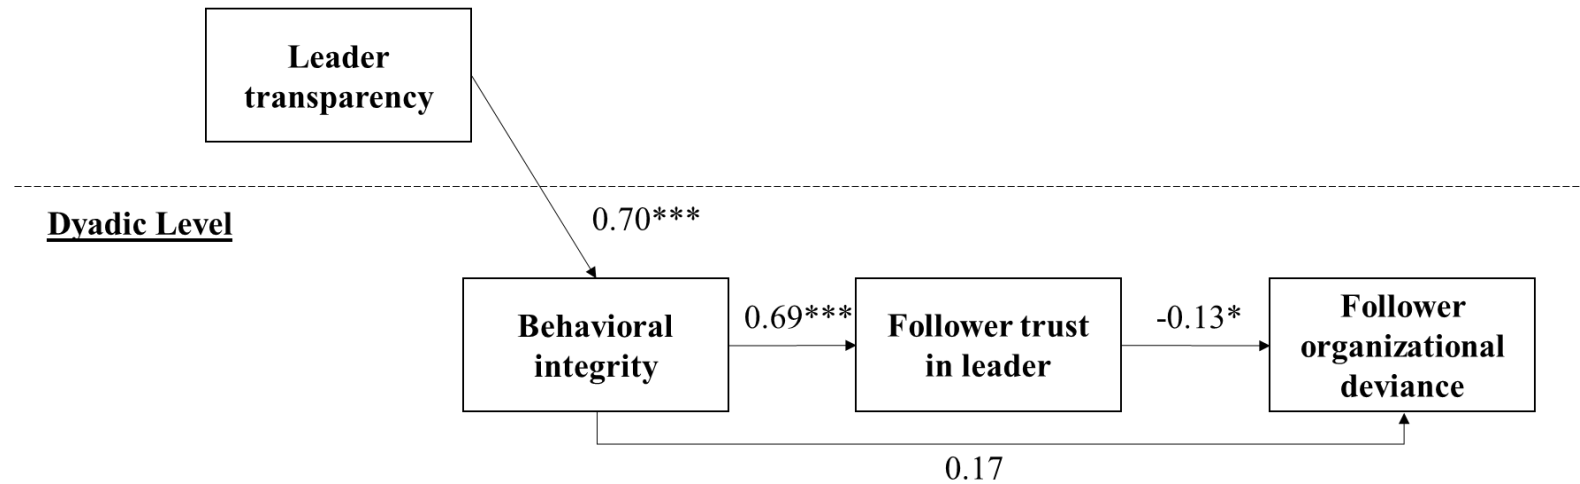 Leader
transparency
Dyadic Level
0.70***
Behavioral
integrity
0.69***
Follower trust
in leader
-0.13*
Follower
organizational
deviance
0.17